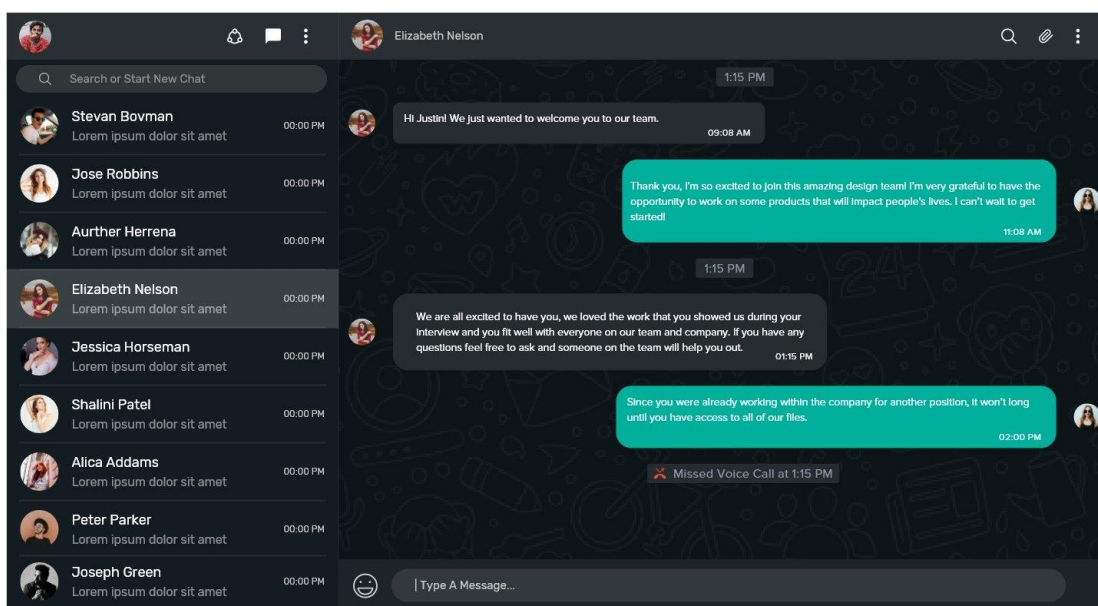 Elizabeth Nelson
Search or Start New Chat
Stevan Bovman
Lorem ipsum dolor sit amet
00:00 PM
Jose Robbins
Lorem ipsum dolor sit amet
00:00 PM
Aurther Herrena
Lorem ipsum dolor sit amet
00:00 PM
Elizabeth Nelson
Lorem ipsum dolor sit amet
00:00 PM
Jessica Horseman
Lorem ipsum dolor sit amet
00:00 PM
Shalini Patel
Lorem ipsum dolor sit amet
00:00 PM
Alica Addams
Lorem ipsum dolor sit amet
00:00 PM
Peter Parker
Lorem ipsum dolor sit amet
00:00 PM
Joseph Green
Lorem ipsum dolor sit amet
00:00 PM
1:15 PM
Hi Justin! We just wanted to welcome you to our team.
09:08 AM
Thank you, I'm so excited to join this amazing design team! I'm very grateful to have the
opportunity to work on some products that will impact people's lives. I can't wait to get
started!
11:08 AM
1:15 PM
We are all excited to have you, we loved the work that you showed us during your
interview and you fit well with everyone on our team and company. If you have any
questions feel free to ask and someone on the team will help you out.
01:15 PM
Since you were already working within the company for another position, it won't long
until you have access to all of our files.
02:00 PM
Missed Voice Call at 1:15 PM
Type A Message...